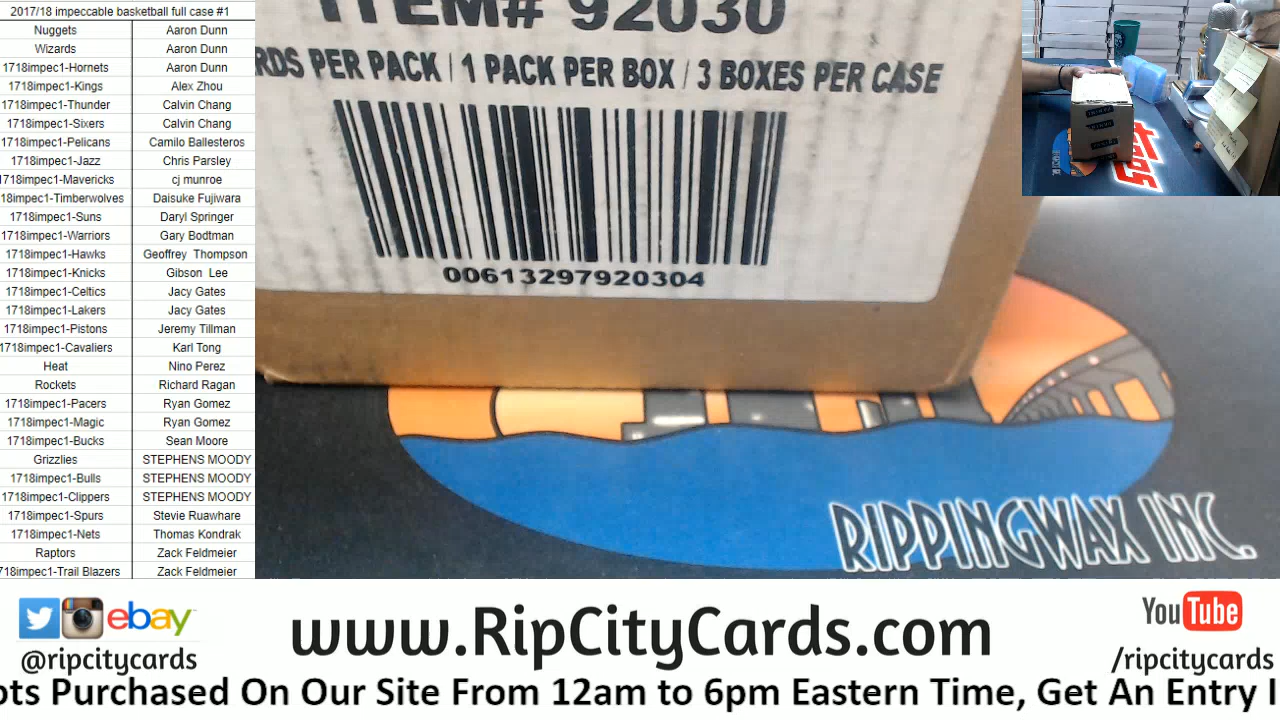 2017/18 impeccable basketball full case #1
Nuggets Aaron Dunn
Wizards Aaron Dunn
1718impec1-Hornets Aaron Dunn
1718impec1-Kings Alex Zhou
1718impec1-Thunder Calvin Chang
1718impec1-Sixers Calvin Chang
1718impec1-Pelicans Camilo Ballesteros
1718impec1-Jazz Chris Parsley
1718impec1-Mavericks cj munroe
718impec1-Timberwolves Daisuke Fujiwara
1718impec1-Suns Daryl Springer
1718impec1-Warriors Gary Bodtman
1718impec1-Hawks Geoffrey Thompson
1718impec1-Knicks Gibson Lee
1718impec1-Celtics Jacy Gates
1718impec1-Lakers Jacy Gates
1718impec1-Pistons Jeremy Tillman
1718impec1-Cavaliers Karl Tong
Heat Nino Perez
Rockets Richard Ragan
1718impec1-Pacers Ryan Gomez
1718impec1-Magic Ryan Gomez
1718impec1-Bucks Sean Moore
Grizzlies STEPHENS MOODY
1718impec1-Bulls STEPHENS MOODY
1718impec1-Clippers STEPHENS MOODY
1718impec1-Spurs Stevie Ruawhare
1718impec1-Nets Thomas Kondrak
Raptors Zack Feldmeier
718impec1-Trail Blazers Zack Feldmeier
ITEM# 92030
RDS PER PACK / 1 PACK PER BOX / 3 BOXES PER CASE
00613297920304
RIPPINGWAX INC.
topps
ebay
@ripcitycards
www.RipCityCards.com
YouTube
/ripcitycards
ots Purchased On Our Site From 12am to 6pm Eastern Time, Get An Entry I